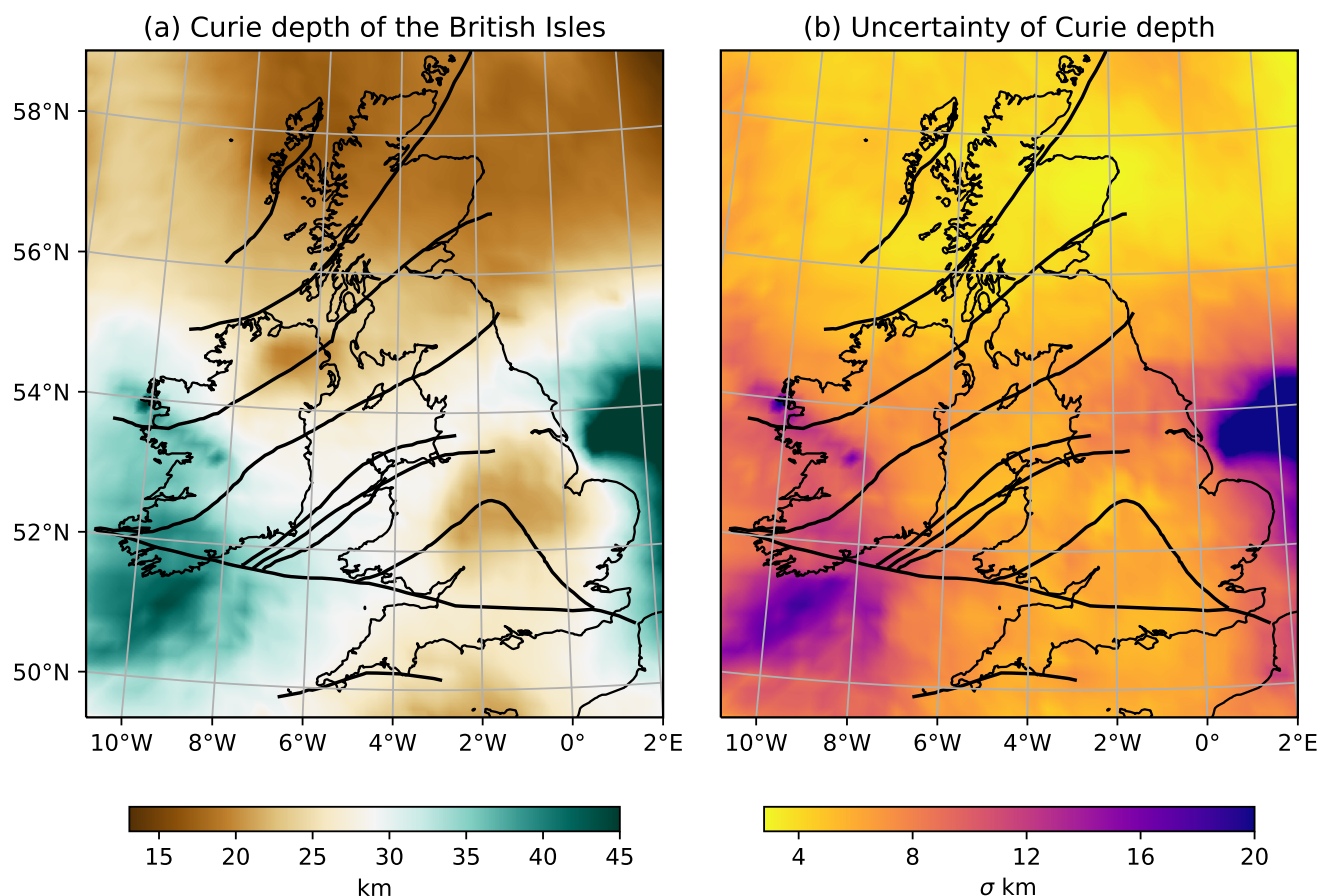 (a) Curie depth of the British Isles
(b) Uncertainty of Curie depth
58°N
56°N
54°N
52°N
50°N
10°W 8°W 6°W 4°W 2°W 0° 2°E
10°W 8°W 6°W 4°W 2°W 0° 2°E
15 20 25 30 35 40 45
km
4 8 12 16 20
σ km